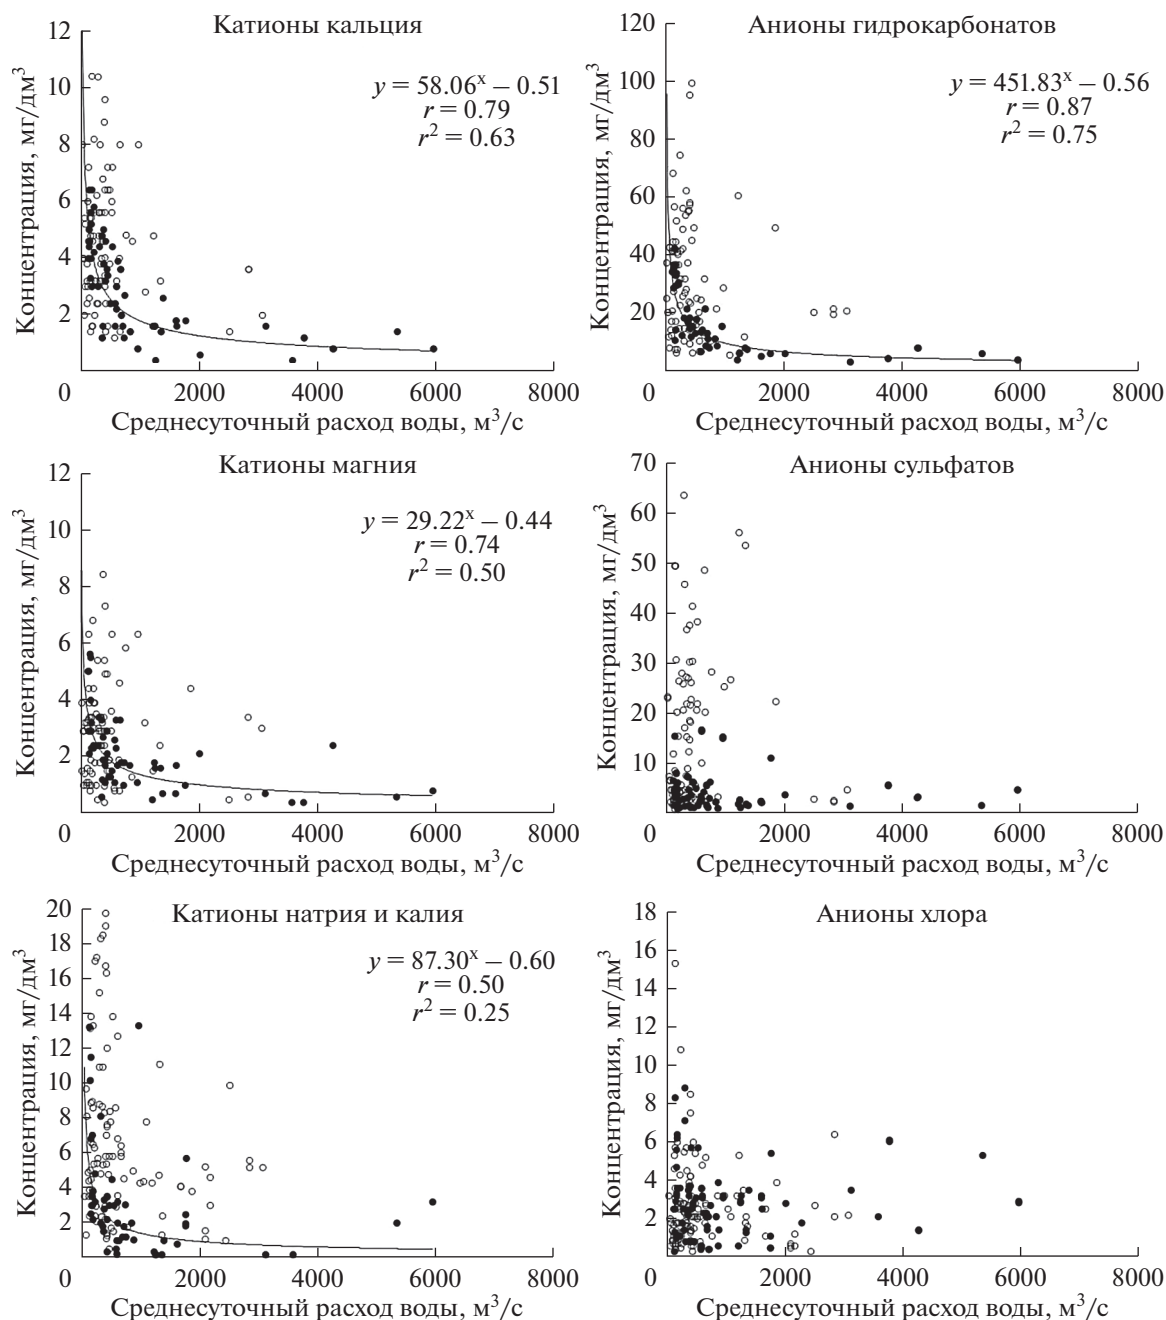 Катионы кальция
12
10
8
6
4
2
0
2000
4000
6000
8000
Концентрация, мг/дм³
Среднесуточный расход воды, м³/с
y = 58.06ˣ – 0.51
r = 0.79
r² = 0.63
Анионы гидрокарбонатов
120
100
80
60
40
20
0
2000
4000
6000
8000
Концентрация, мг/дм³
Среднесуточный расход воды, м³/с
y = 451.83ˣ – 0.56
r = 0.87
r² = 0.75
Катионы магния
12
10
8
6
4
2
0
2000
4000
6000
8000
Концентрация, мг/дм³
Среднесуточный расход воды, м³/с
y = 29.22ˣ – 0.44
r = 0.74
r² = 0.50
Анионы сульфатов
70
60
50
40
30
20
10
0
2000
4000
6000
8000
Концентрация, мг/дм³
Среднесуточный расход воды, м³/с
Катионы натрия и калия
20
18
16
14
12
10
8
6
4
2
0
2000
4000
6000
8000
Концентрация, мг/дм³
Среднесуточный расход воды, м³/с
y = 87.30ˣ – 0.60
r = 0.50
r² = 0.25
Анионы хлора
18
16
14
12
10
8
6
4
2
0
2000
4000
6000
8000
Концентрация, мг/дм³
Среднесуточный расход воды, м³/с